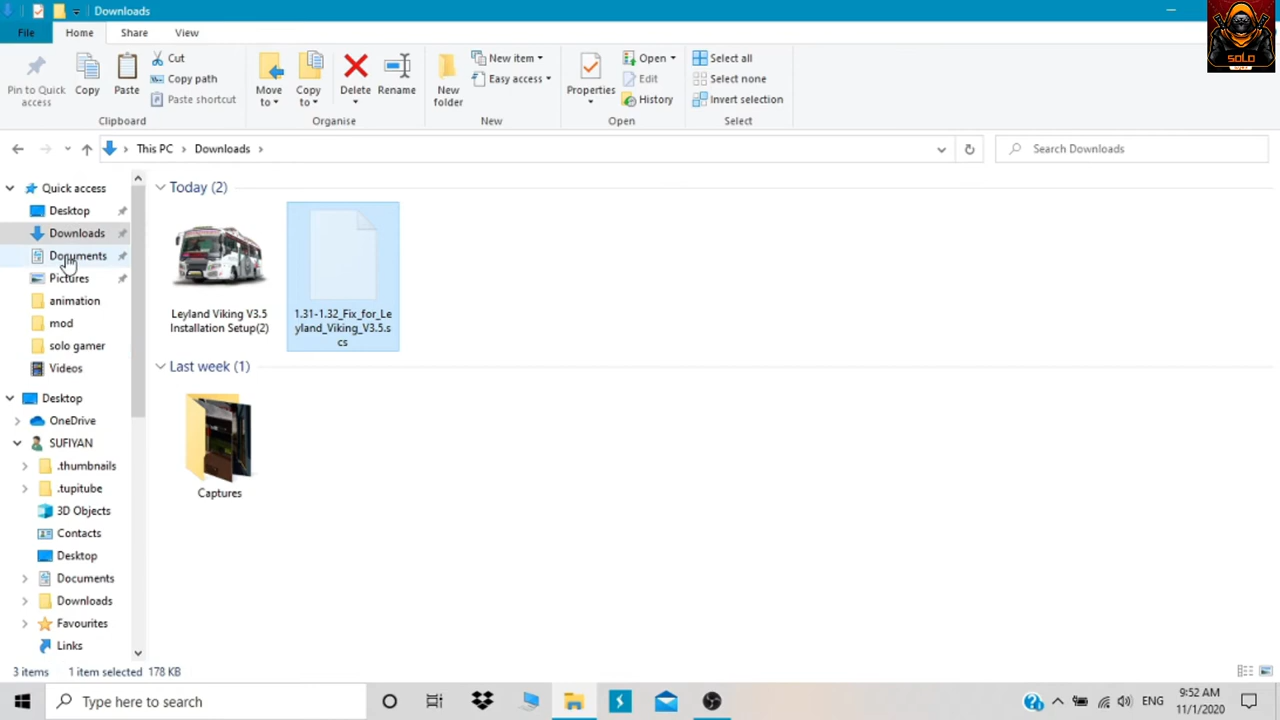 Downloads
File
Home
Share
View
Pin to Quick
access
Copy
Paste
Cut
Copy path
Paste shortcut
Clipboard
Move
to
Copy
to
Delete
Rename
Organise
New
folder
New item
Easy access
New
Properties
Open
Edit
History
Open
Select all
Select none
Invert selection
Select
This PC
Downloads
Search Downloads
SOLO
Quick access
Desktop
Downloads
Documents
Pictures
animation
mod
solo gamer
Videos
Desktop
OneDrive
SUFIYAN
.thumbnails
.tupitube
3D Objects
Contacts
Desktop
Documents
Downloads
Favourites
Links
Today (2)
Leyland Viking V3.5
Installation Setup(2)
1.31-1.32_Fix_for_Le
yland_Viking_V3.5.s
cs
Last week (1)
Captures
3 items
1 item selected 178 KB
Type here to search
ENG
9:52 AM
11/1/2020